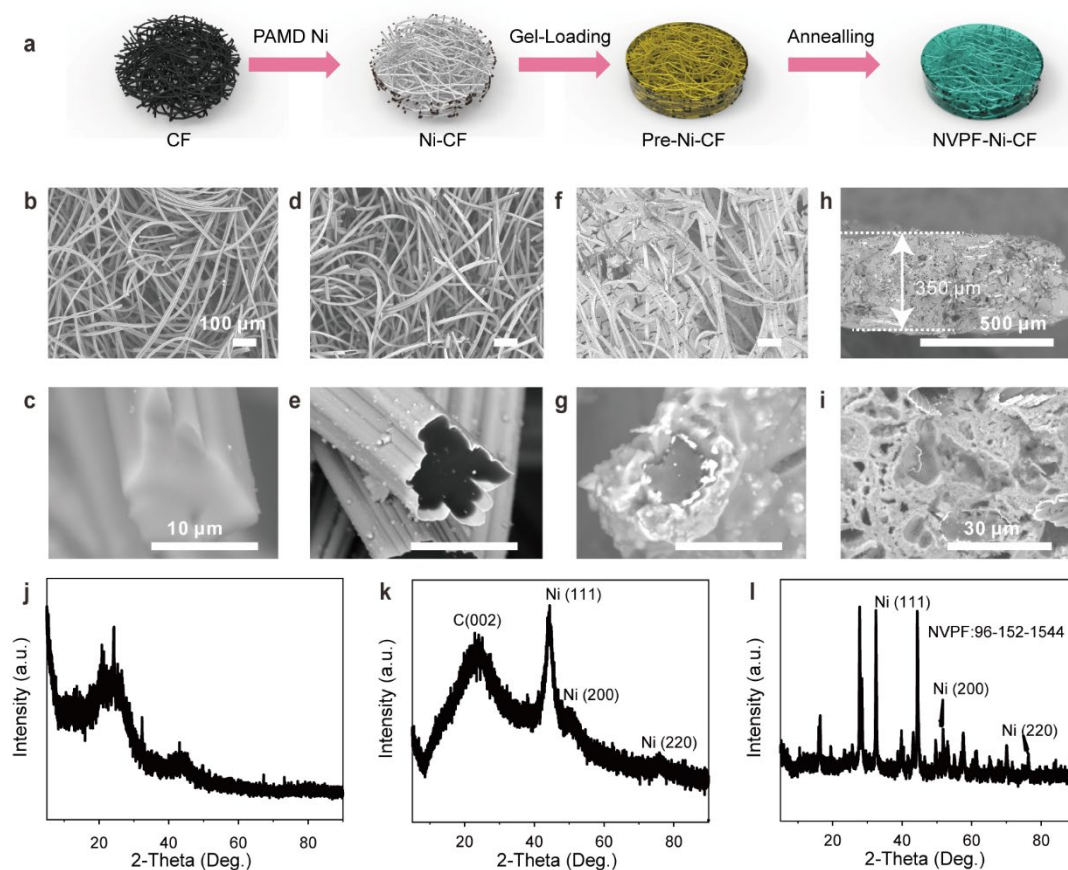 a
PAMD Ni
Gel-Loading
Annealling
CF
Ni-CF
Pre-Ni-CF
NVPF-Ni-CF
b
100 µm
d
f
h
350 µm
500 µm
c
10 µm
e
g
i
30 µm
j
Intensity (a.u.)
20 40 60 80
2-Theta (Deg.)
k
Intensity (a.u.)
C(002)
Ni (111)
Ni (200)
Ni (220)
20 40 60 80
2-Theta (Deg.)
l
Intensity (a.u.)
Ni (111)
NVPF:96-152-1544
Ni (200)
Ni (220)
20 40 60 80
2-Theta (Deg.)